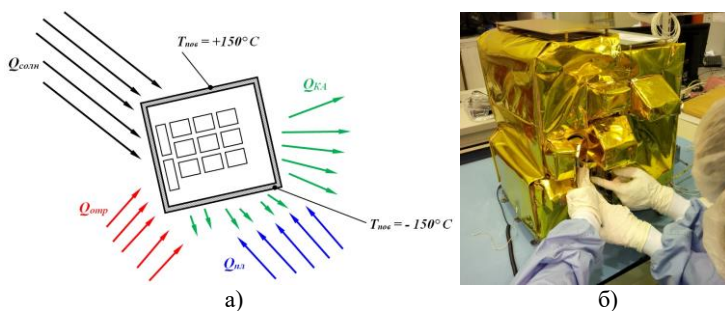 Tпов = +150° C
Qсолн
QКА
Qотр
Tпов = - 150° C
Qпл
а)
б)